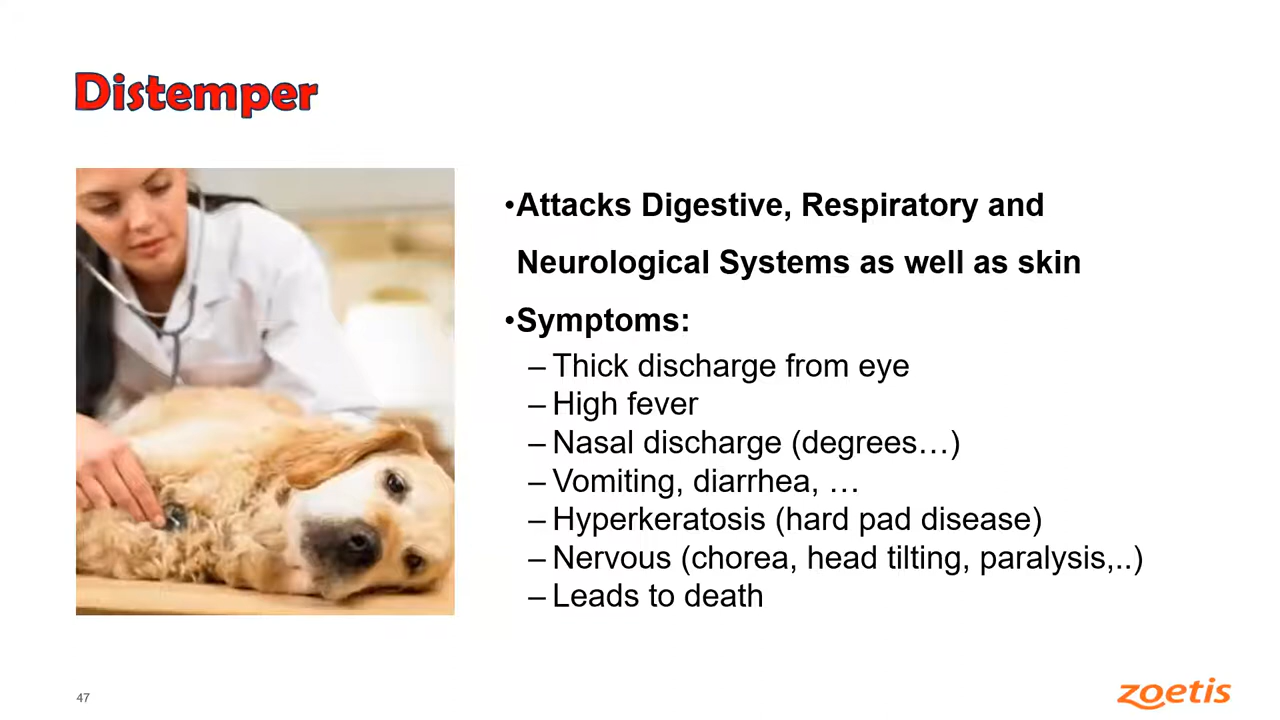 Distemper
•Attacks Digestive, Respiratory and
Neurological Systems as well as skin
•Symptoms:
– Thick discharge from eye
– High fever
– Nasal discharge (degrees…)
– Vomiting, diarrhea, …
– Hyperkeratosis (hard pad disease)
– Nervous (chorea, head tilting, paralysis,..)
– Leads to death
47
zoetis